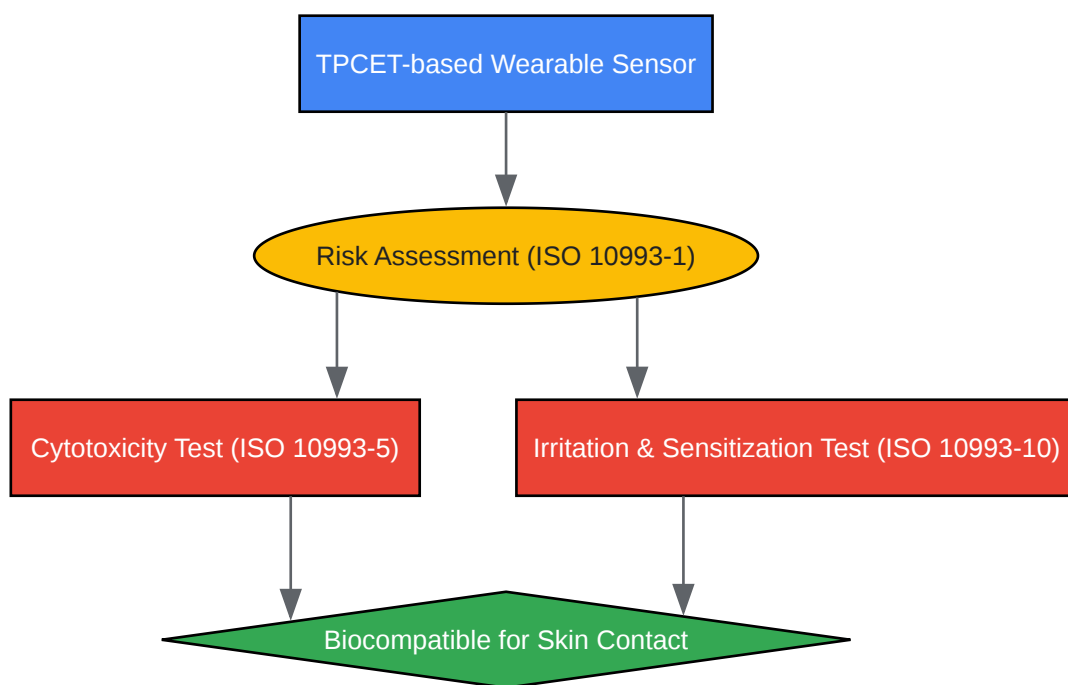 TPCET-based Wearable Sensor
Risk Assessment (ISO 10993-1)
Cytotoxicity Test (ISO 10993-5)
Irritation & Sensitization Test (ISO 10993-10)
Biocompatible for Skin Contact